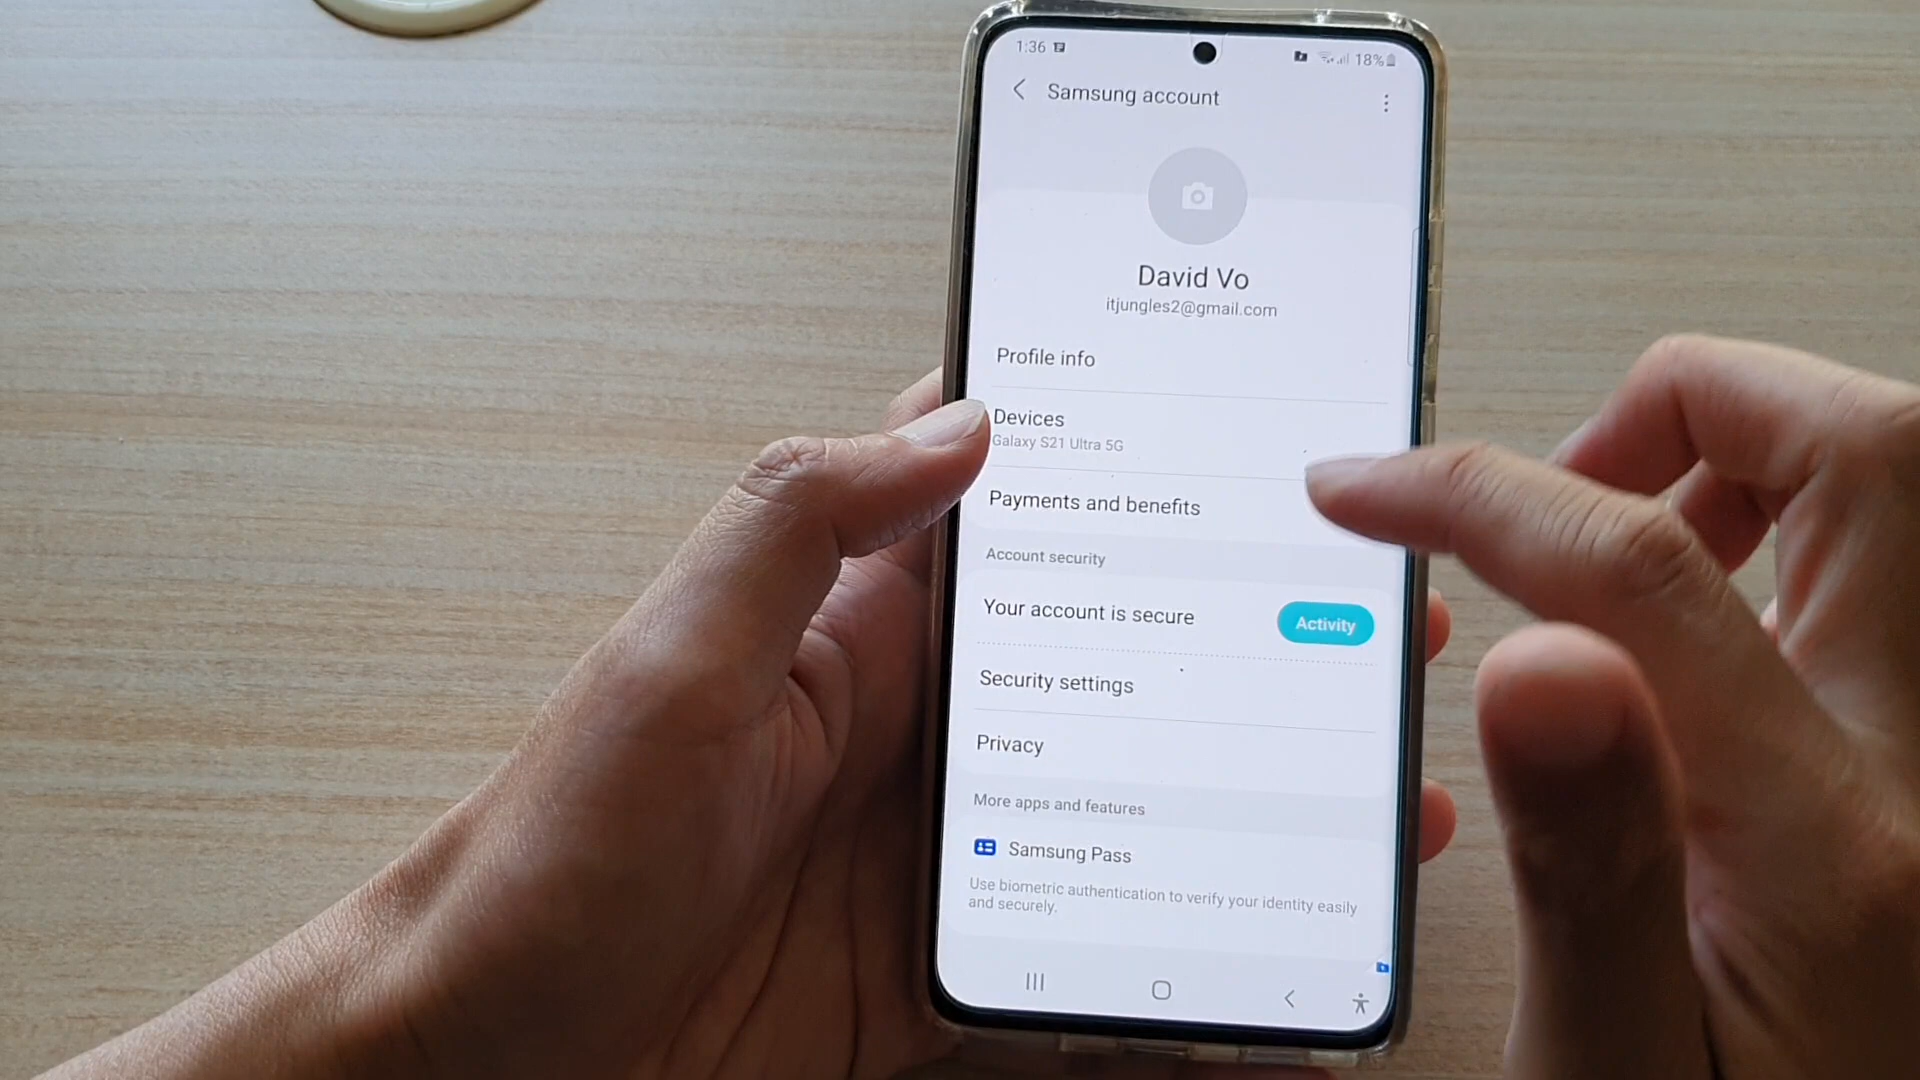 1:36
18%
Samsung account
David Vo
itjungles2@gmail.com
Profile info
Devices
Galaxy S21 Ultra 5G
Payments and benefits
Account security
Your account is secure
Activity
Security settings
Privacy
More apps and features
Samsung Pass
Use biometric authentication to verify your identity easily
and securely.